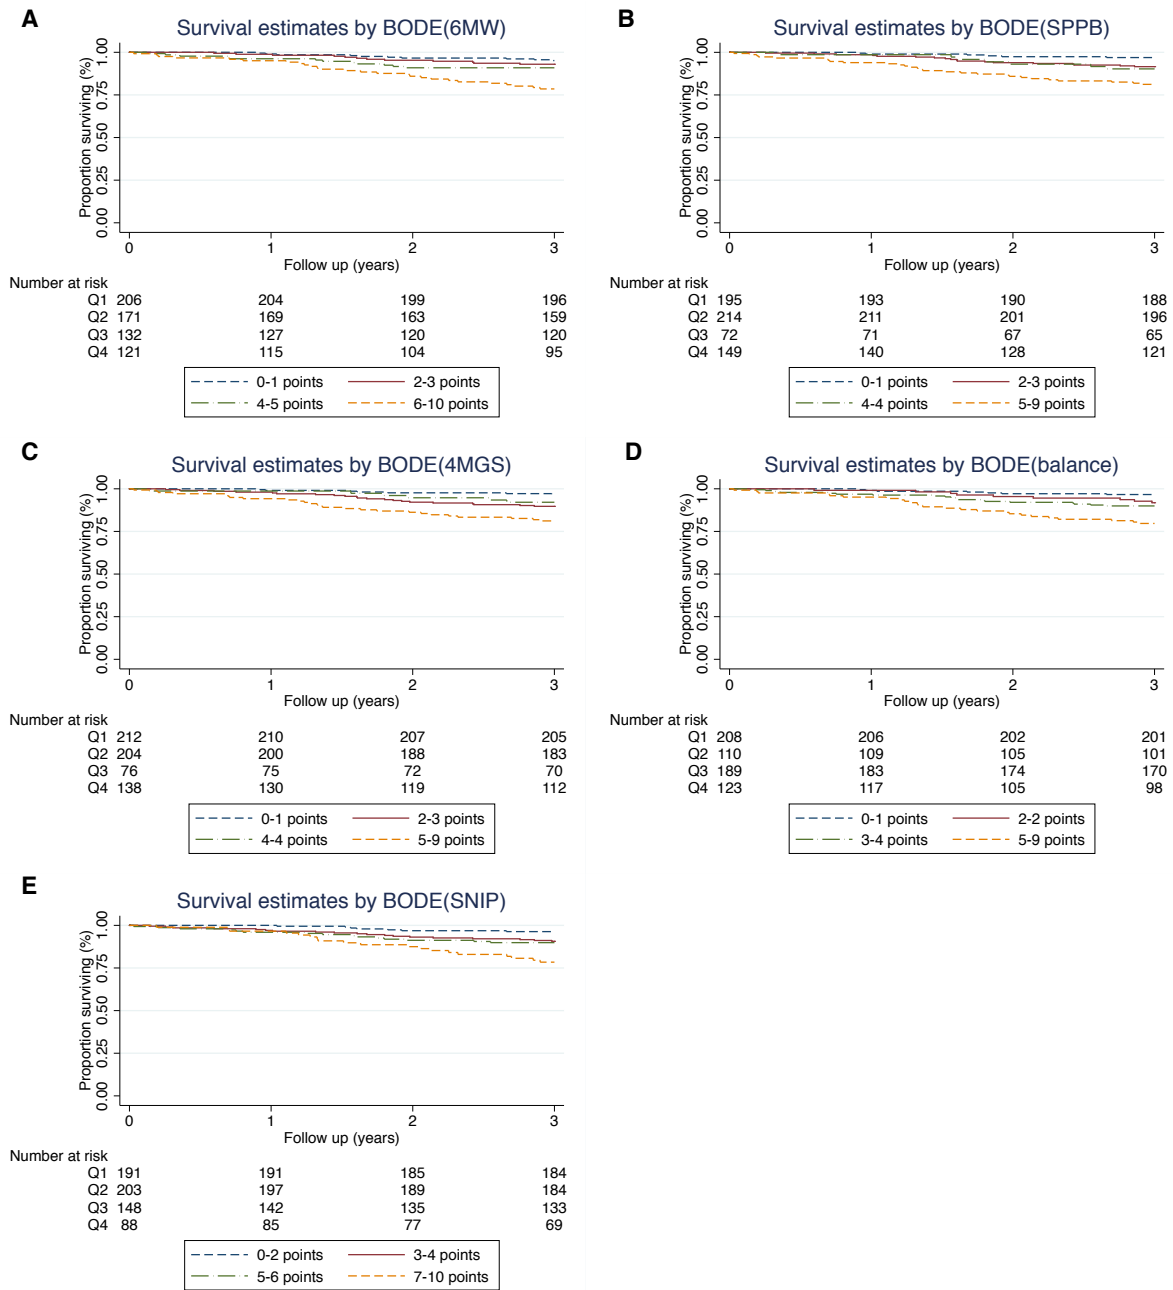 A
Survival estimates by BODE(6MW)
Proportion surviving (%)
1.00
0.75
0.50
0.25
0.00
0 1 2 3
Follow up (years)
Number at risk
Q1 206 204 199 196
Q2 171 169 163 159
Q3 132 127 120 120
Q4 121 115 104 95
0-1 points 2-3 points
4-5 points 6-10 points
B
Survival estimates by BODE(SPPB)
Proportion surviving (%)
1.00
0.75
0.50
0.25
0.00
0 1 2 3
Follow up (years)
Number at risk
Q1 195 193 190 188
Q2 214 211 201 196
Q3 72 71 67 65
Q4 149 140 128 121
0-1 points 2-3 points
4-4 points 5-9 points
C
Survival estimates by BODE(4MGS)
Proportion surviving (%)
1.00
0.75
0.50
0.25
0.00
0 1 2 3
Follow up (years)
Number at risk
Q1 212 210 207 205
Q2 204 200 188 183
Q3 76 75 72 70
Q4 138 130 119 112
0-1 points 2-3 points
4-4 points 5-9 points
D
Survival estimates by BODE(balance)
Proportion surviving (%)
1.00
0.75
0.50
0.25
0.00
0 1 2 3
Follow up (years)
Number at risk
Q1 208 206 202 201
Q2 110 109 105 101
Q3 189 183 174 170
Q4 123 117 105 98
0-1 points 2-2 points
3-4 points 5-9 points
E
Survival estimates by BODE(SNIP)
Proportion surviving (%)
1.00
0.75
0.50
0.25
0.00
0 1 2 3
Follow up (years)
Number at risk
Q1 191 191 185 184
Q2 203 197 189 184
Q3 148 142 135 133
Q4 88 85 77 69
0-2 points 3-4 points
5-6 points 7-10 points